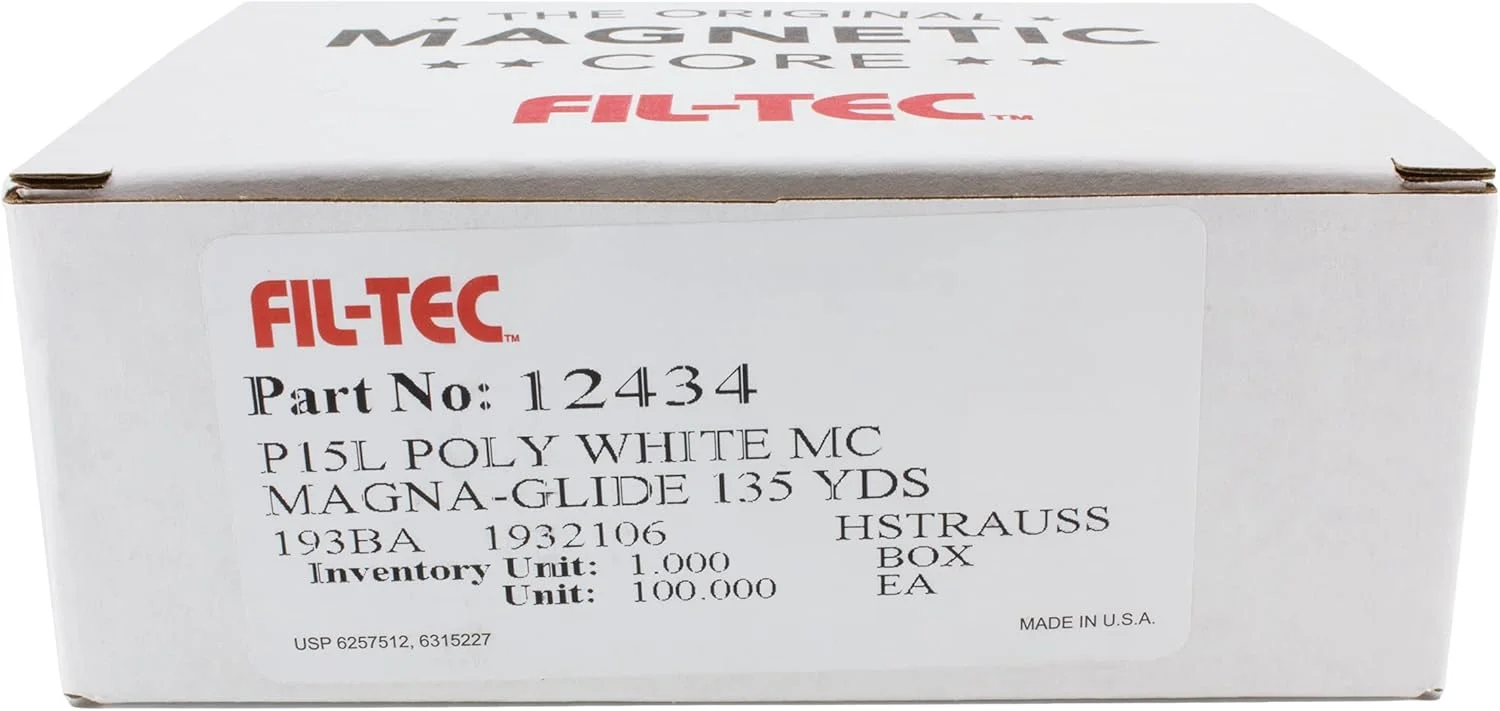 ★ THE ORIGINAL ★
MAGNETIC
★ ★ CORE ★ ★
FIL-TEC™
FIL-TEC™
Part No: 12434
P15L POLY WHITE MC
MAGNA-GLIDE 135 YDS
193BA 1932106 HSTRAUSS
Inventory Unit: 1.000 BOX
Unit: 100.000 EA
USP 6257512, 6315227 MADE IN U.S.A.